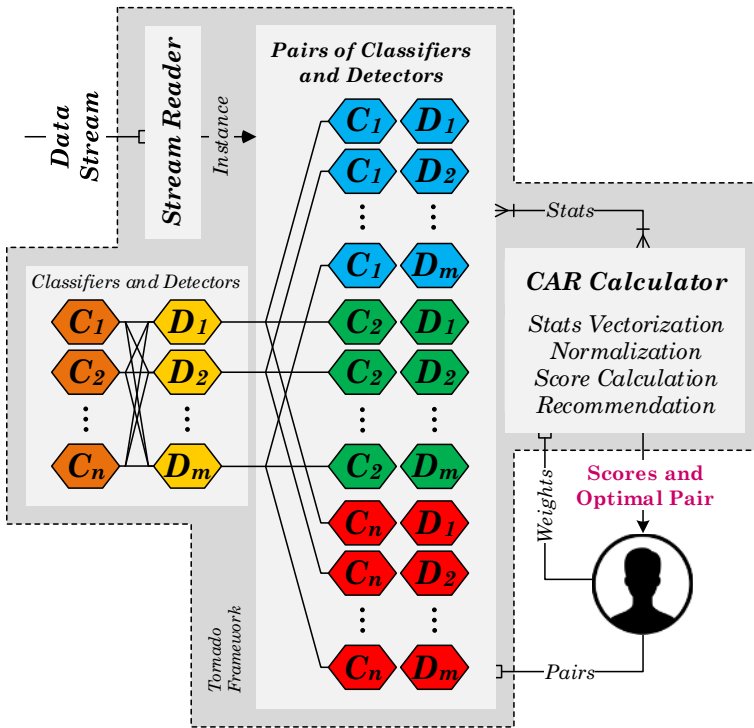 Data
Stream
Stream Reader
Instance
Pairs of Classifiers
and Detectors
C1 D1
C1 D2
C1 Dm
C2 D1
C2 D2
C2 Dm
Cn D1
Cn D2
Cn Dm
Classifiers and Detectors
C1 D1
C2 D2
Cn Dm
Tornado
Framework
Stats
CAR Calculator
Stats Vectorization
Normalization
Score Calculation
Recommendation
Weights
Scores and
Optimal Pair
Pairs